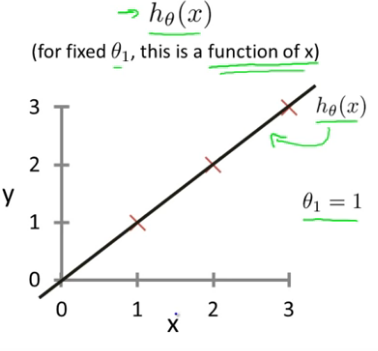 → hθ(x)
(for fixed θ₁, this is a function of x)
3
hθ(x)
2
θ₁ = 1
y
1
0
0 1 2 3
x